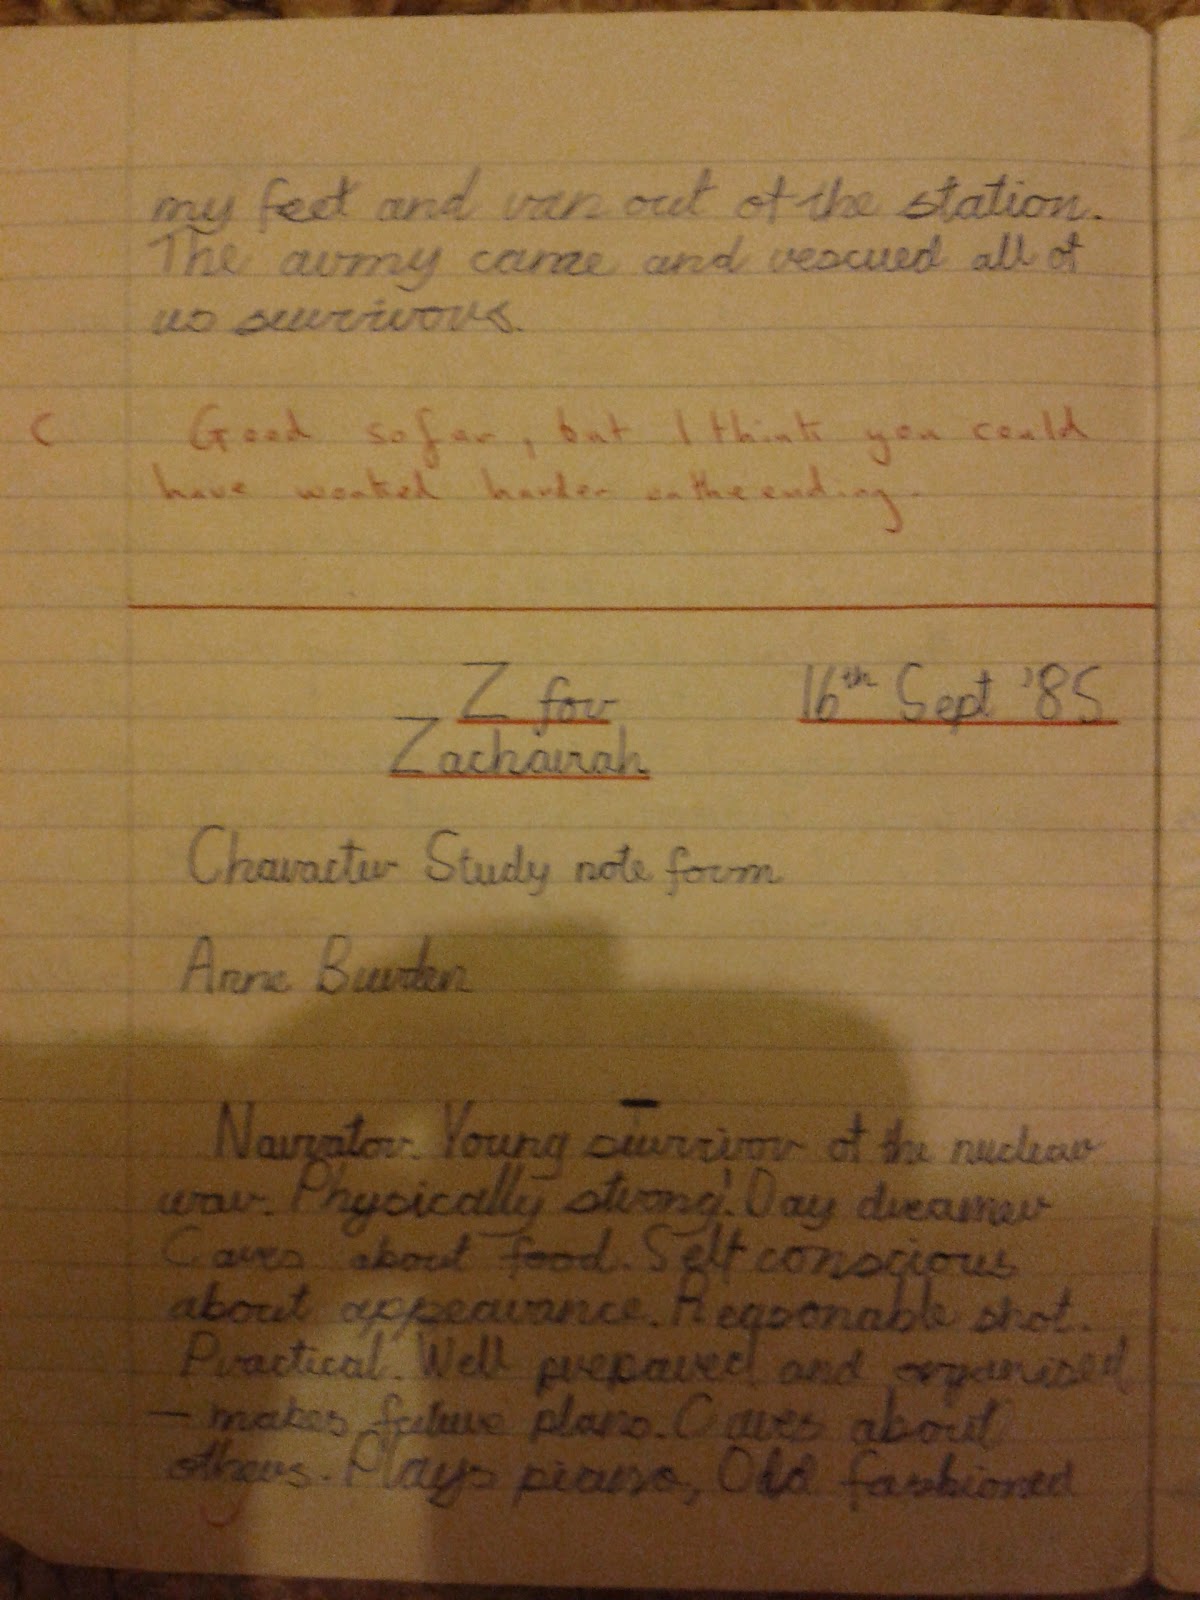 my feet and ran out of the station.
The army came and rescued all of
us survivors.
C Good so far, but I think you could
have worked harder on the ending.
Z for 16th Sept '85
Zachairah
Character Study note form
Anne Burden
Narrator. Young survivor of the nuclear
war. Physically strong! Day dreamer
Cares about food. Self conscious
about appearance. Reasonable shot.
Practical. Well prepared and organised
– makes future plans. Cares about
others. Plays piano, Old fashioned